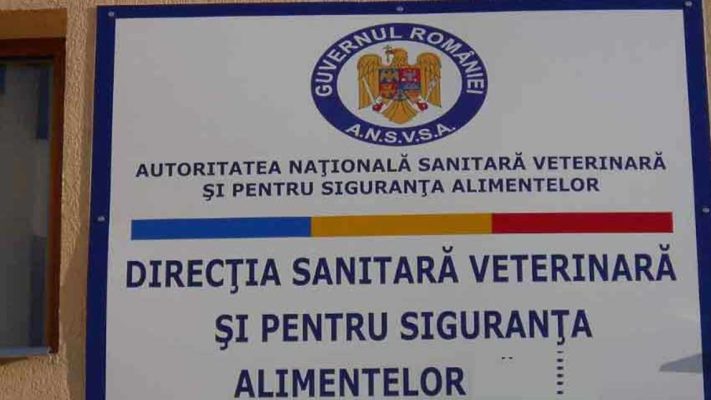 GUVERNUL ROMÂNIEI
A.N.S.V.S.A.
AUTORITATEA NAŢIONALĂ SANITARĂ VETERINARĂ
ŞI PENTRU SIGURANŢA ALIMENTELOR
DIRECŢIA SANITARĂ VETERINARĂ
ŞI PENTRU SIGURANŢA
ALIMENTELOR